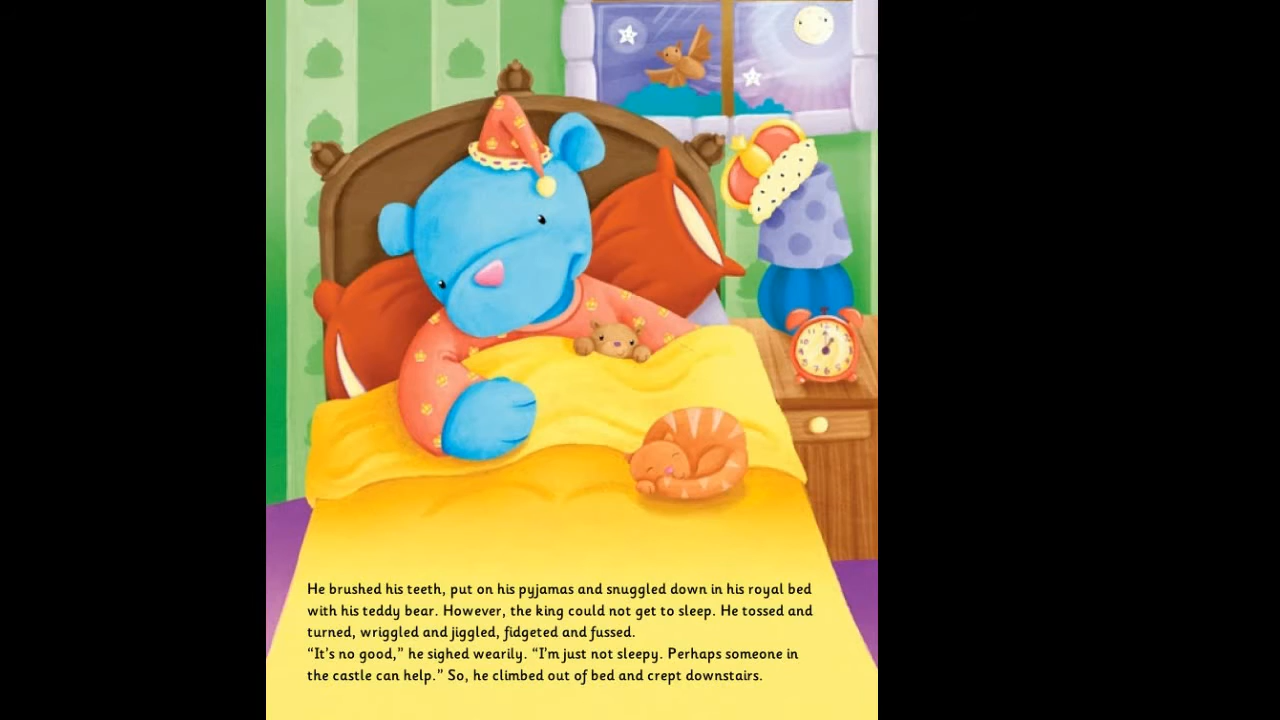 He brushed his teeth, put on his pyjamas and snuggled down in his royal bed
with his teddy bear. However, the king could not get to sleep. He tossed and
turned, wriggled and jiggled, fidgeted and fussed.
“It’s no good,” he sighed wearily. “I’m just not sleepy. Perhaps someone in
the castle can help.” So, he climbed out of bed and crept downstairs.